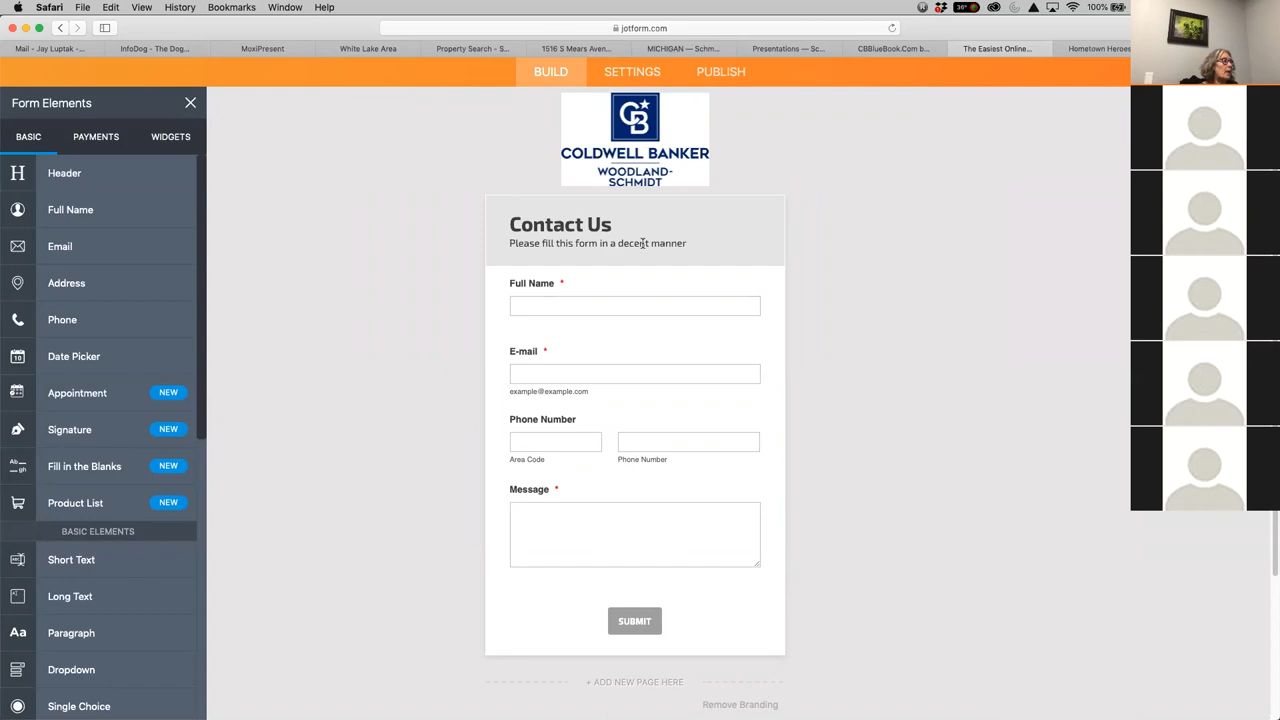 Safari File Edit View History Bookmarks Window Help 36° 100%
jotform.com
Mail - Jay Luptak -... InfoDog - The Dog... MoxiPresent White Lake Area Property Search - S... 1516 S Mears Aven... MICHIGAN — Schm... Presentations — Sc... CBBlueBook.Com b... The Easiest Online... Hometown Heroes
BUILD SETTINGS PUBLISH
Form Elements
BASIC PAYMENTS WIDGETS
H Header
Full Name
Email
Address
Phone
10 Date Picker
Appointment NEW
Signature NEW
Fill in the Blanks NEW
Product List NEW
BASIC ELEMENTS
Short Text
Long Text
Aa Paragraph
Dropdown
Single Choice
CB
COLDWELL BANKER
WOODLAND-
SCHMIDT
Contact Us
Please fill this form in a decent manner
Full Name *
E-mail *
example@example.com
Phone Number
Area Code Phone Number
Message *
SUBMIT
+ ADD NEW PAGE HERE
Remove Branding